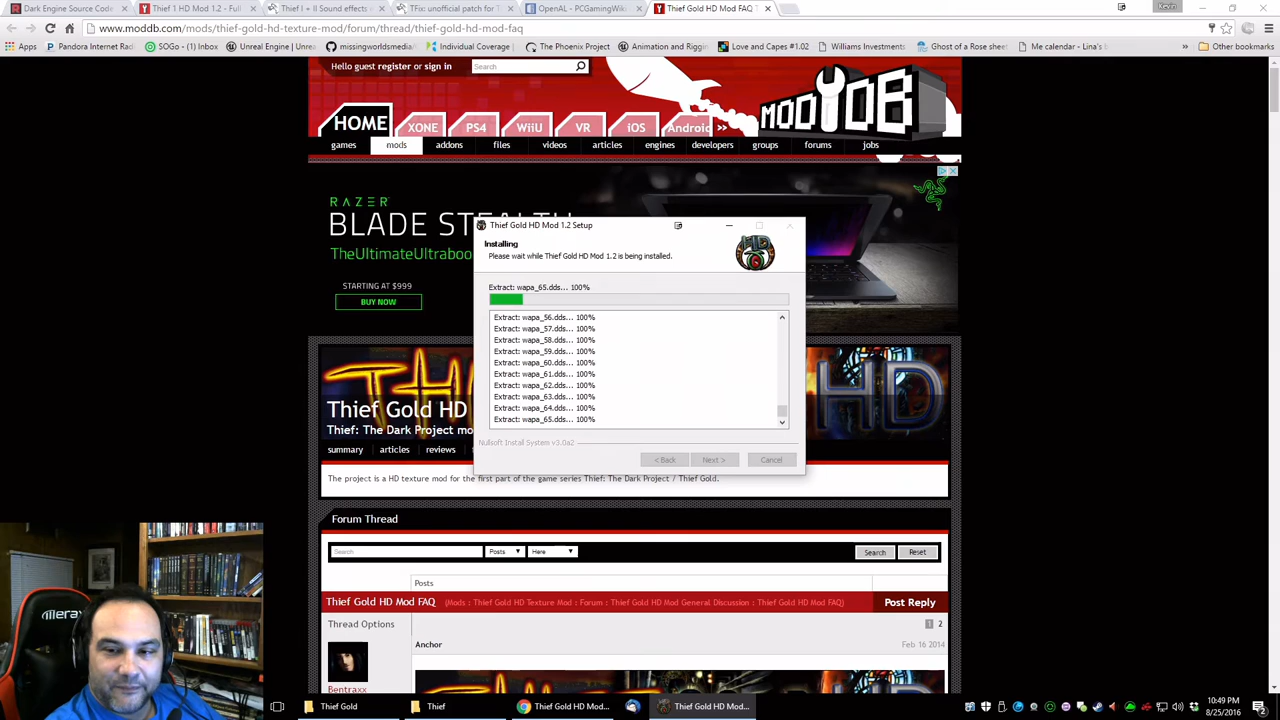 Dark Engine Source Codec
Thief 1 HD Mod 1.2 - Full
Thief I + II Sound effects
TFix: unofficial patch for T
OpenAL - PCGamingWiki
Thief Gold HD Mod FAQ T
Kevin
www.moddb.com/mods/thief-gold-hd-texture-mod/forum/thread/thief-gold-hd-mod-faq
Apps
Pandora Internet Rad
SOGo
Unreal Engine | Unrea
missingworldsmedia/
Individual Coverage
The Phoenix Project
Animation and Riggin
Love and Capes #1.02
Williams Investments
Ghost of a Rose sheet
Me calendar - Lina's b
»
Other bookmarks
Hello guest register or sign in
Search
MOD DB
HOME
XONE
PS4
WiiU
VR
iOS
Android
»
games
mods
addons
files
videos
articles
engines
developers
groups
forums
jobs
RAZER
BLADE STEALTH
TheUltimateUltraboo
STARTING AT $999
BUY NOW
Thief Gold HD Mod 1.2 Setup
Installing
Please wait while Thief Gold HD Mod 1.2 is being installed.
HD
Extract: wapa_65.dds... 100%
Extract: wapa_56.dds... 100%
Extract: wapa_57.dds... 100%
Extract: wapa_58.dds... 100%
Extract: wapa_59.dds... 100%
Extract: wapa_60.dds... 100%
Extract: wapa_61.dds... 100%
Extract: wapa_62.dds... 100%
Extract: wapa_63.dds... 100%
Extract: wapa_64.dds... 100%
Extract: wapa_65.dds... 100%
Nullsoft Install System v3.0a2
< Back
Next >
Cancel
HD
Thief Gold HD
Thief: The Dark Project mo
summary
articles
reviews
The project is a HD texture mod for the first part of the game series Thief: The Dark Project / Thief Gold.
Forum Thread
Search
Posts
Here
Search
Reset
Posts
Thief Gold HD Mod FAQ
(Mods : Thief Gold HD Texture Mod : Forum : Thief Gold HD Mod General Discussion : Thief Gold HD Mod FAQ)
Post Reply
Thread Options
1 2
Anchor
Feb 16 2014
Bentraxx
Thief Gold
Thief
Thief Gold HD Mod...
Thief Gold HD Mod...
10:49 PM
8/25/2016
2